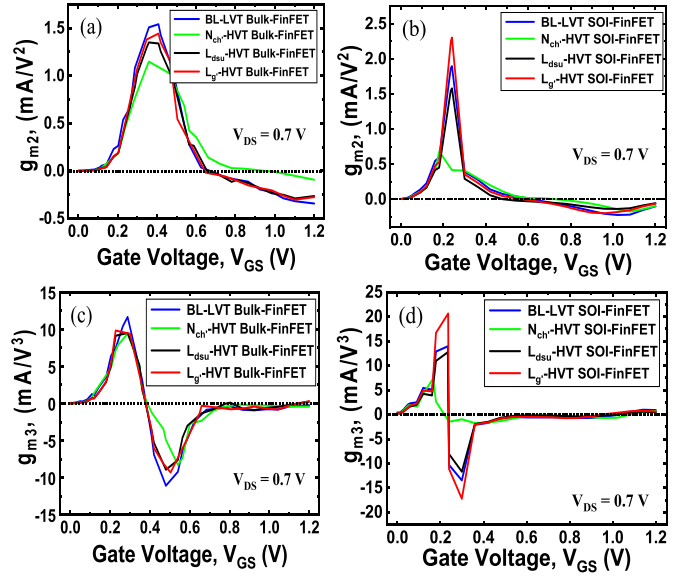 (a)
BL-LVT Bulk-FinFET
N_ch'-HVT Bulk-FinFET
L_dsu-HVT Bulk-FinFET
L_g'-HVT Bulk-FinFET
V_DS = 0.7 V
g_m2, (mA/V²)
1.5
1.0
0.5
0.0
-0.5
0.0 0.2 0.4 0.6 0.8 1.0 1.2
Gate Voltage, V_GS (V)
(b)
BL-LVT SOI-FinFET
N_ch'-HVT SOI-FinFET
L_dsu-HVT SOI-FinFET
L_g'-HVT SOI-FinFET
V_DS = 0.7 V
g_m2, (mA/V²)
2.5
2.0
1.5
1.0
0.5
0.0
0.0 0.2 0.4 0.6 0.8 1.0 1.2
Gate Voltage, V_GS (V)
(c)
BL-LVT Bulk-FinFET
N_ch'-HVT Bulk-FinFET
L_dsu-HVT Bulk-FinFET
L_g'-HVT Bulk-FinFET
V_DS = 0.7 V
g_m3, (mA/V³)
15
10
5
0
-5
-10
-15
0.0 0.2 0.4 0.6 0.8 1.0 1.2
Gate Voltage, V_GS (V)
(d)
BL-LVT SOI-FinFET
N_ch'-HVT SOI-FinFET
L_dsu-HVT SOI-FinFET
L_g'-HVT SOI-FinFET
V_DS = 0.7 V
g_m3, (mA/V³)
25
20
15
10
5
0
-5
-10
-15
-20
0.0 0.2 0.4 0.6 0.8 1.0 1.2
Gate Voltage, V_GS (V)